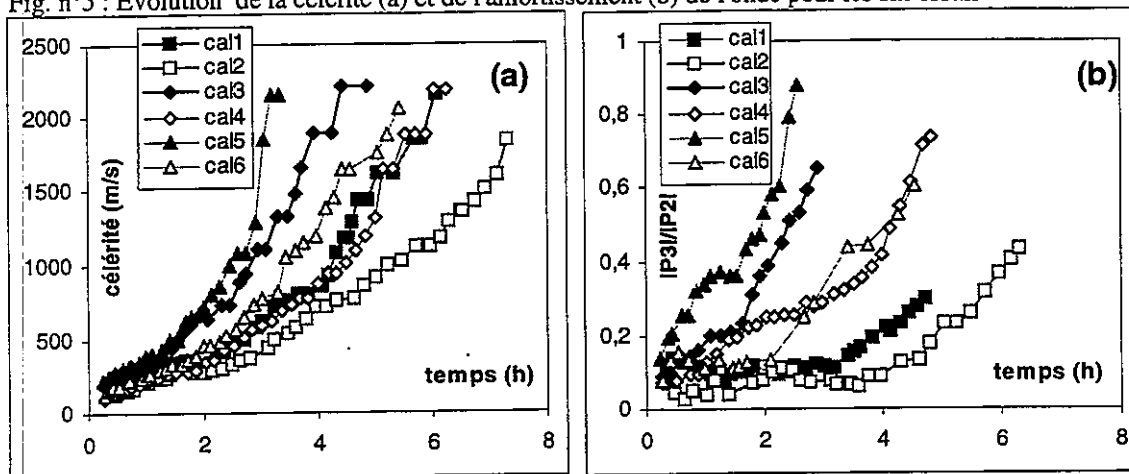 Fig. n°5 : Evolution de la célérité (a) et de l'amortissement (b) de l'onde pour les
2500
2000
1500
1000
500
0
célérité (m/s)
cal1
cal2
cal3
cal4
cal5
cal6
(a)
temps (h)
0 2 4 6 8
1
0,8
0,6
0,4
0,2
0
|P3|/|P2|
cal1
cal2
cal3
cal4
cal5
cal6
(b)
temps (h)
0 2 4 6 8